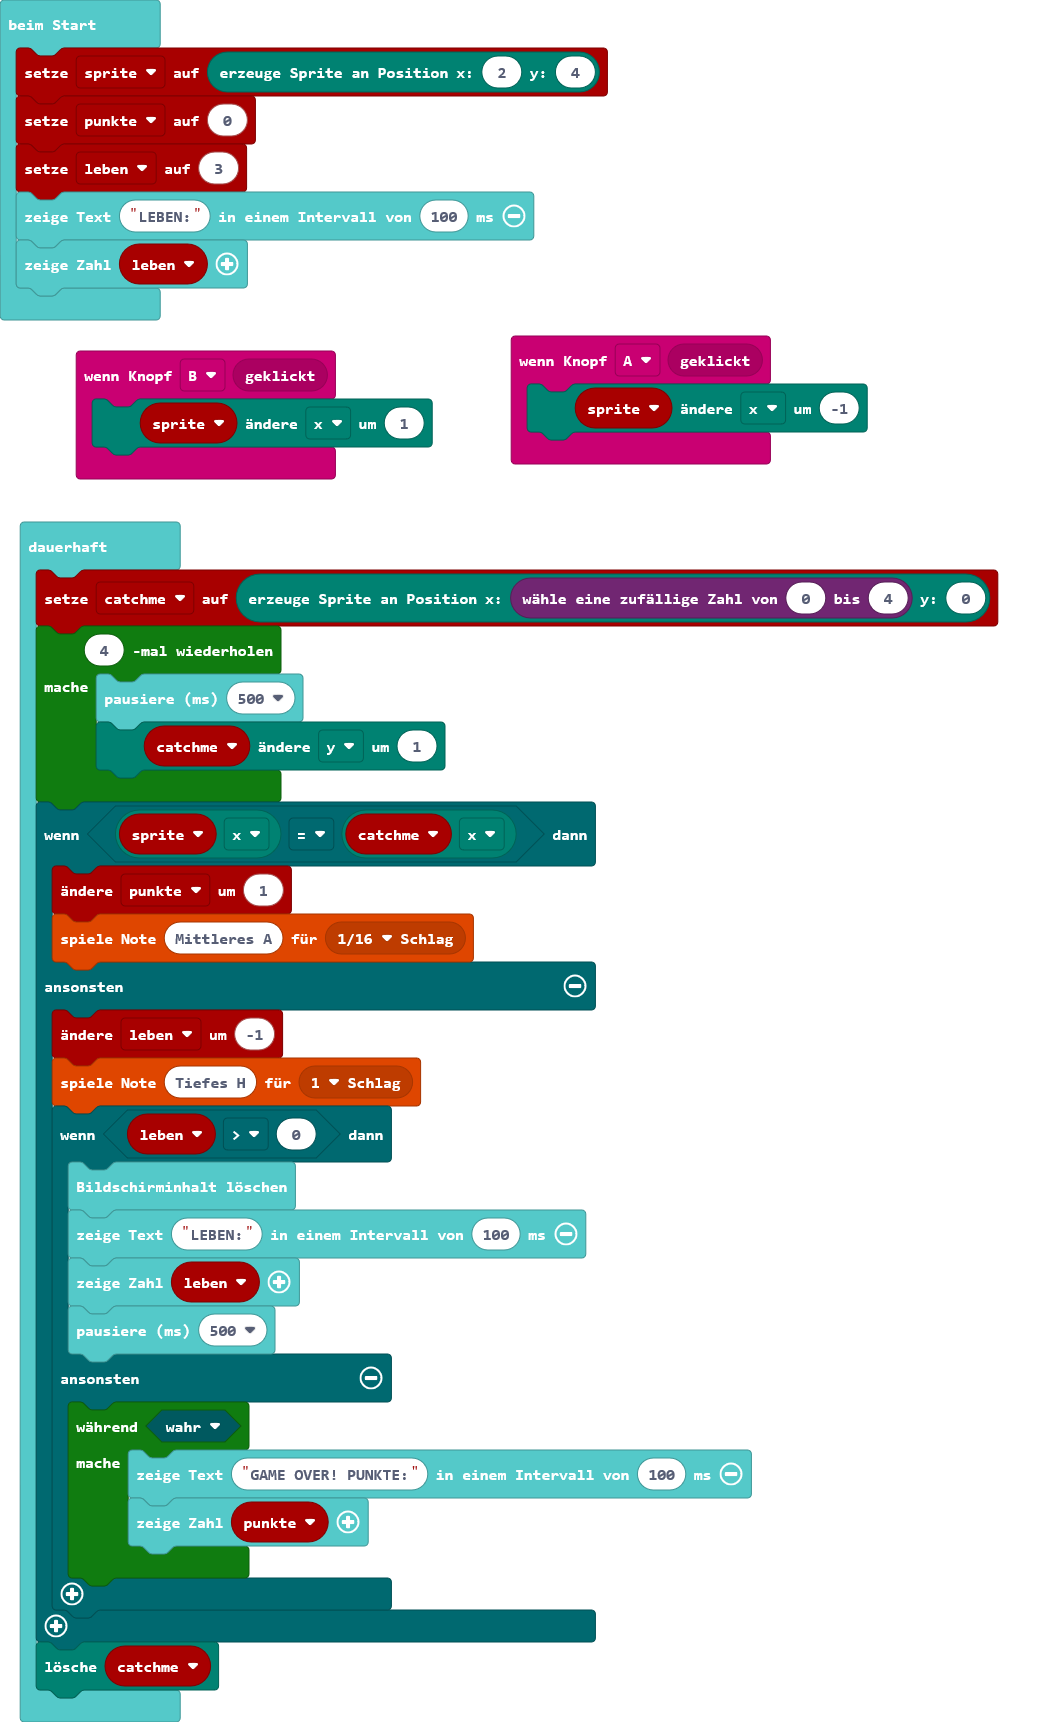 beim Start
setze sprite auf erzeuge Sprite an Position x: 2 y: 4
setze punkte auf 0
setze leben auf 3
zeige Text "LEBEN:" in einem Intervall von 100 ms
zeige Zahl leben
wenn Knopf A geklickt
wenn Knopf B geklickt
sprite ändere x um -1
sprite ändere x um 1
dauerhaft
setze catchme auf erzeuge Sprite an Position x: wähle eine zufällige Zahl von 0 bis 4 y: 0
4 -mal wiederholen
mache
pausiere (ms) 500
catchme ändere y um 1
wenn sprite x = catchme x dann
ändere punkte um 1
spiele Note Mittleres A für 1/16 Schlag
ansonsten
ändere leben um -1
spiele Note Tiefes H für 1 Schlag
wenn leben > 0 dann
Bildschirminhalt löschen
zeige Text "LEBEN:" in einem Intervall von 100 ms
zeige Zahl leben
pausiere (ms) 500
ansonsten
während wahr
mache
zeige Text "GAME OVER! PUNKTE:" in einem Intervall von 100 ms
zeige Zahl punkte
lösche catchme